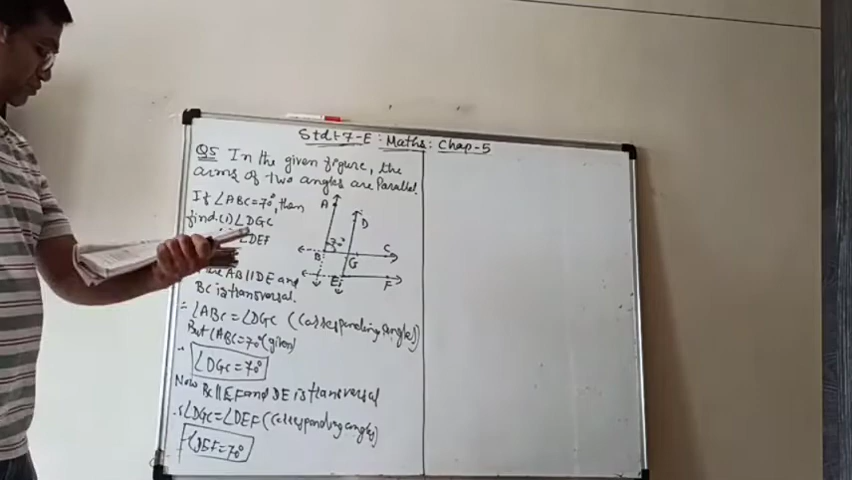 Std:-7-E : Maths: Chap-5
Q5 In the given figure, the
arms of two angles are Parallel.
If ∠ABC=70°, then
find. (i) ∠DGC
∠DEF
A
D
70°
B
G
C
E
F
AB||DE and
BC is transversal.
∴ ∠ABC = ∠DGC (Corresponding angles)
But ∠ABC=70° (given)
∴ ∠DGC=70°
Now BC||EF and DE is transversal
∴ ∠DGC=∠DEF (Corresponding angles)
∴ ∠DEF=70°